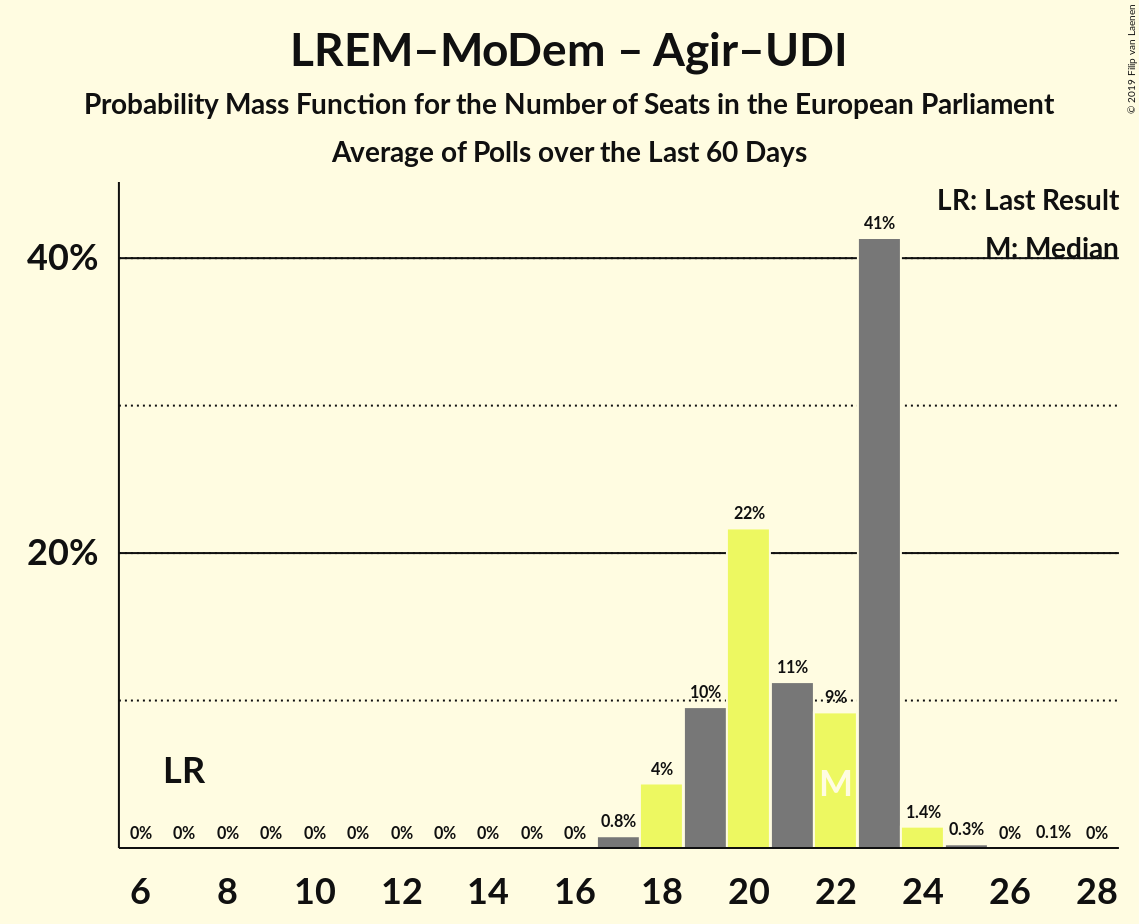 LREM–MoDem – Agir–UDI
Probability Mass Function for the Number of Seats in the European Parliament
Average of Polls over the Last 60 Days
© 2019 Filip van Laenen
LR: Last Result
M: Median
40%
20%
41%
22%
11%
10%
9%
4%
1.4%
0.8%
0.3%
0.1%
LR
M
0% 0% 0% 0% 0% 0% 0% 0% 0% 0% 0% 0% 0%
6 8 10 12 14 16 18 20 22 24 26 28